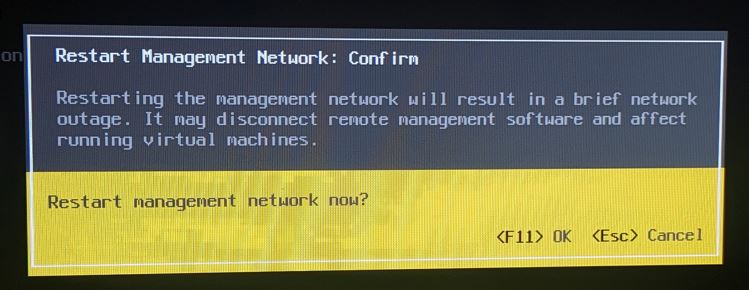 on
Restart Management Network: Confirm
Restarting the management network will result in a brief network
outage. It may disconnect remote management software and affect
running virtual machines.
Restart management network now?
<F11> OK <Esc> Cancel